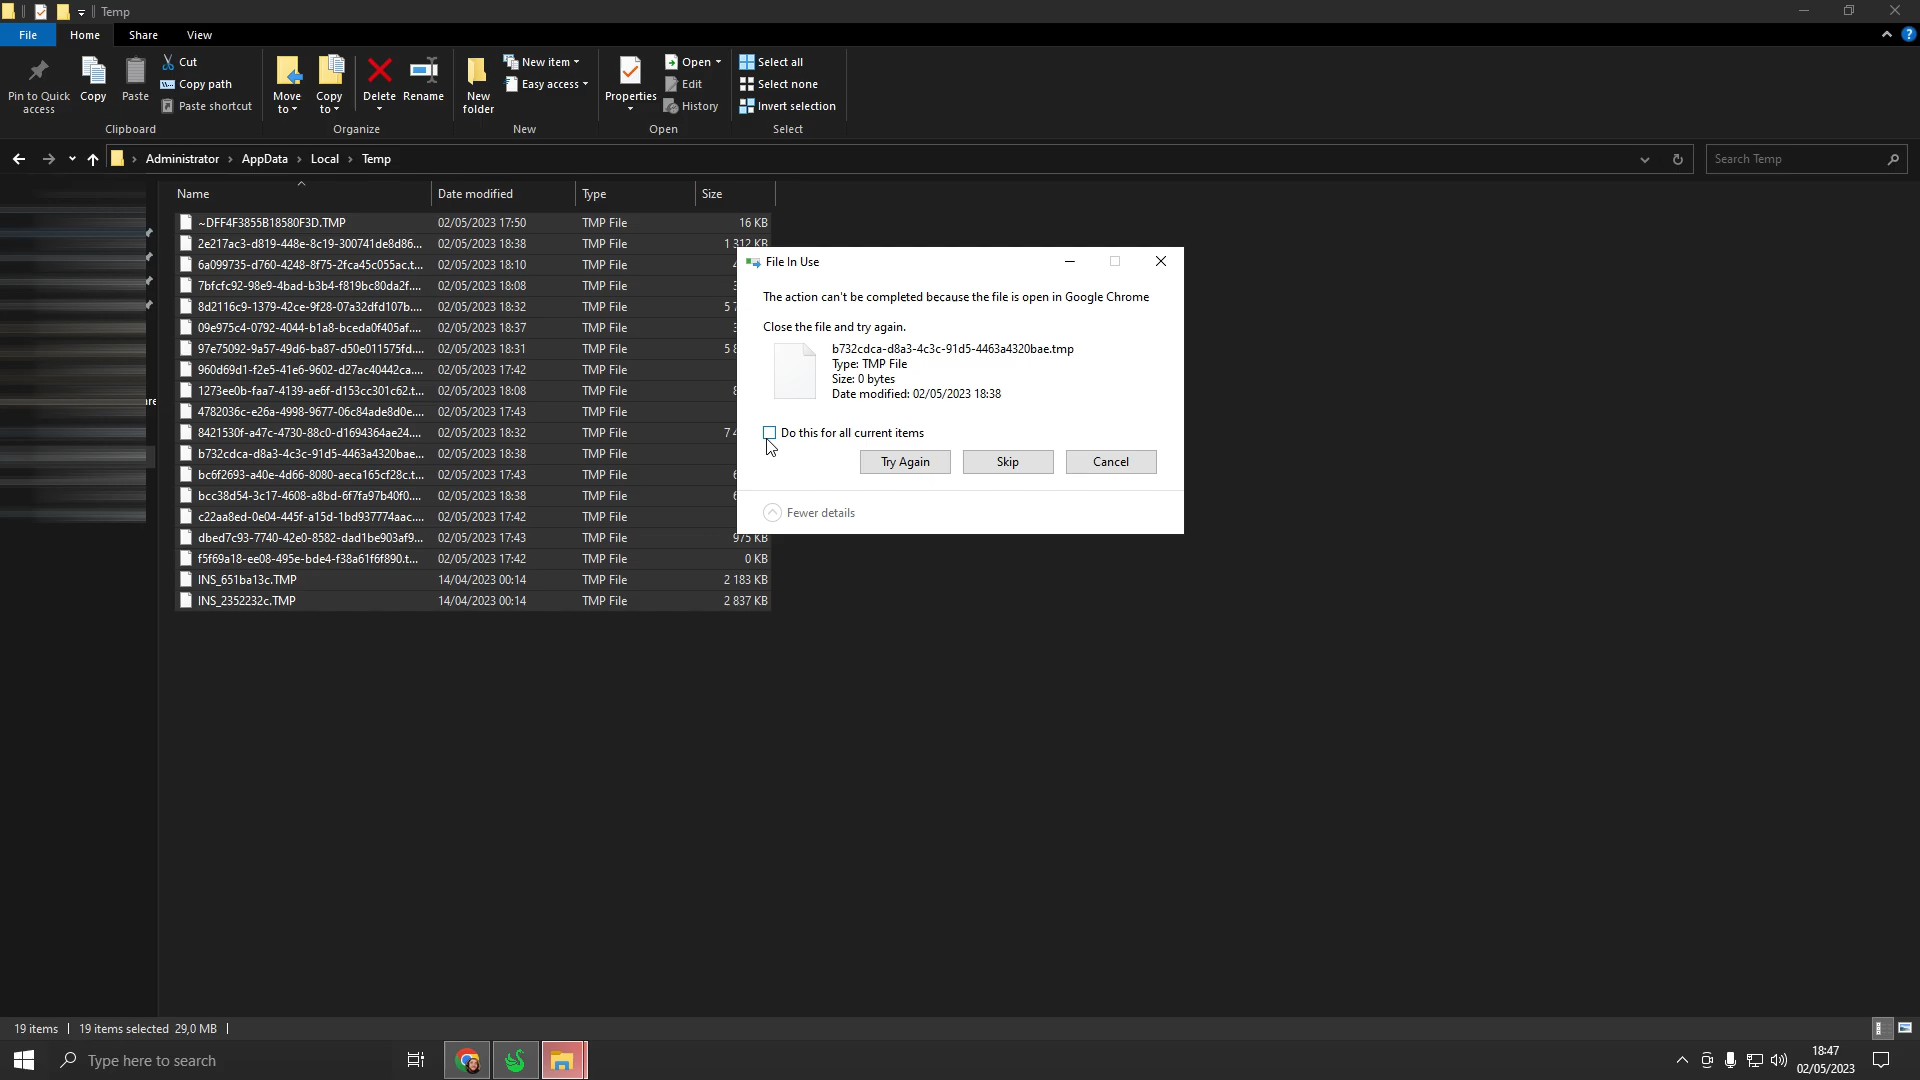 Temp
File
Home
Share
View
Pin to Quick access
Copy
Paste
Cut
Copy path
Paste shortcut
Clipboard
Move to
Copy to
Delete
Rename
Organize
New folder
New item
Easy access
New
Properties
Open
Edit
History
Open
Select all
Select none
Invert selection
Select
Administrator > AppData > Local > Temp
Search Temp
Name Date modified Type Size
~DFF4F3855B18580F3D.TMP 02/05/2023 17:50 TMP File 16 KB
2e217ac3-d819-448e-8c19-300741de8d86... 02/05/2023 18:38 TMP File 1 312 KB
6a099735-d760-4248-8f75-2fca45c055ac.t... 02/05/2023 18:10 TMP File
7bfcfc92-98e9-4bad-b3b4-f819bc80da2f.... 02/05/2023 18:08 TMP File
8d2116c9-1379-42ce-9f28-07a32dfd107b.... 02/05/2023 18:32 TMP File 5 7
09e975c4-0792-4044-b1a8-bceda0f405af.... 02/05/2023 18:37 TMP File
97e75092-9a57-49d6-ba87-d50e011575fd.... 02/05/2023 18:31 TMP File 5 8
960d69d1-f2e5-41e6-9602-d27ac40442ca.... 02/05/2023 17:42 TMP File
1273ee0b-faa7-4139-ae6f-d153cc301c62.t... 02/05/2023 18:08 TMP File
4782036c-e26a-4998-9677-06c84ade8d0e.... 02/05/2023 17:43 TMP File
8421530f-a47c-4730-88c0-d1694364ae24.... 02/05/2023 18:32 TMP File 7 4
b732cdca-d8a3-4c3c-91d5-4463a4320bae... 02/05/2023 18:38 TMP File
bc6f2693-a40e-4d66-8080-aeca165cf28c.t... 02/05/2023 17:43 TMP File
bcc38d54-3c17-4608-a8bd-6f7fa97b40f0.... 02/05/2023 18:38 TMP File
c22aa8ed-0e04-445f-a15d-1bd937774aac.... 02/05/2023 17:42 TMP File
dbed7c93-7740-42e0-8582-dad1be903af9... 02/05/2023 17:43 TMP File 975 KB
f5f69a18-ee08-495e-bde4-f38a61f6f890.t... 02/05/2023 17:42 TMP File 0 KB
INS_651ba13c.TMP 14/04/2023 00:14 TMP File 2 183 KB
INS_2352232c.TMP 14/04/2023 00:14 TMP File 2 837 KB
File In Use
The action can't be completed because the file is open in Google Chrome
Close the file and try again.
b732cdca-d8a3-4c3c-91d5-4463a4320bae.tmp
Type: TMP File
Size: 0 bytes
Date modified: 02/05/2023 18:38
Do this for all current items
Try Again
Skip
Cancel
Fewer details
19 items
19 items selected 29,0 MB
Type here to search
18:47
02/05/2023